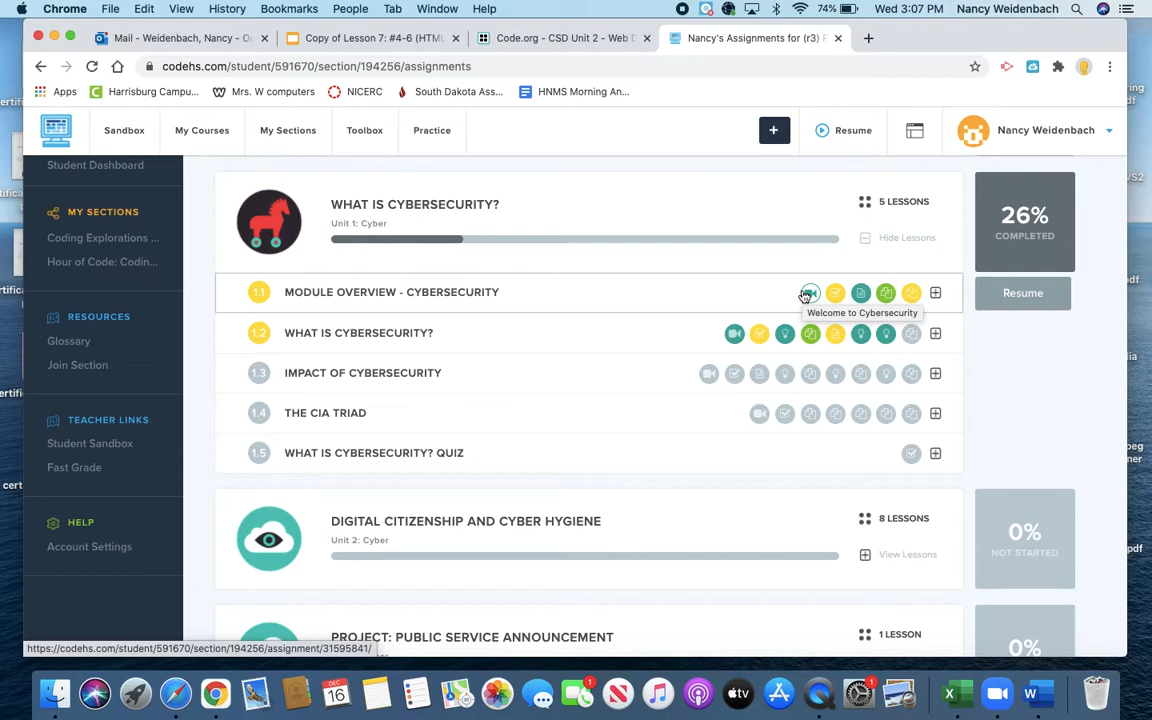 Chrome File Edit View History Bookmarks People Tab Window Help 74% Wed 3:07 PM Nancy Weidenbach
Mail - Weidenbach, Nancy - Ou Copy of Lesson 7: #4-6 (HTML Code.org - CSD Unit 2 - Web D Nancy's Assignments for (r3) P
codehs.com/student/591670/section/194256/assignments
Apps Harrisburg Campu... Mrs. W computers NICERC South Dakota Ass... HNMS Morning An...
Sandbox My Courses My Sections Toolbox Practice + Resume Nancy Weidenbach
Student Dashboard
MY SECTIONS
Coding Explorations ...
Hour of Code: Codin...
RESOURCES
Glossary
Join Section
TEACHER LINKS
Student Sandbox
Fast Grade
HELP
Account Settings
WHAT IS CYBERSECURITY? 5 LESSONS
Unit 1: Cyber
Hide Lessons
26%
COMPLETED
Resume
1.1 MODULE OVERVIEW - CYBERSECURITY
Welcome to Cybersecurity
1.2 WHAT IS CYBERSECURITY?
1.3 IMPACT OF CYBERSECURITY
1.4 THE CIA TRIAD
1.5 WHAT IS CYBERSECURITY? QUIZ
DIGITAL CITIZENSHIP AND CYBER HYGIENE 8 LESSONS
Unit 2: Cyber
View Lessons
0%
NOT STARTED
PROJECT: PUBLIC SERVICE ANNOUNCEMENT 1 LESSON
0%
https://codehs.com/student/591670/section/194256/assignment/31595841/
DEC
16
1
1